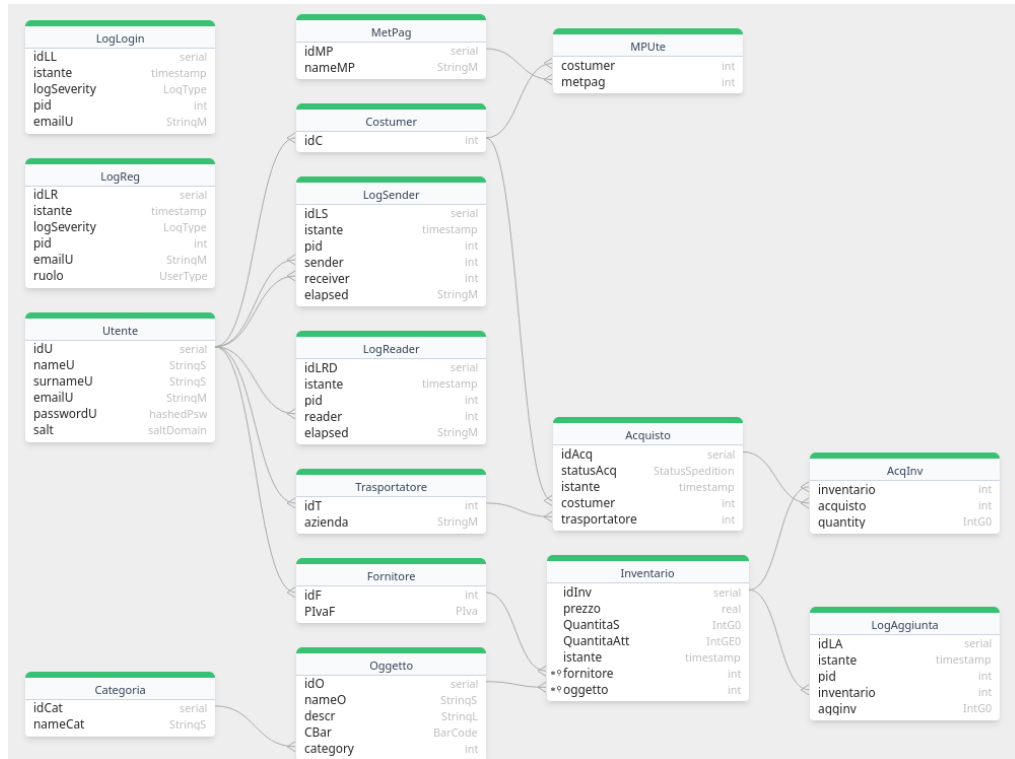 LogLogin
idLL serial
istante timestamp
logSeverity LogType
pid int
emailU StringM
LogReg
idLR serial
istante timestamp
logSeverity LogType
pid int
emailU StringM
ruolo UserType
Utente
idU serial
nameU StringS
surnameU StringS
emailU StringM
passwordU hashedPsw
salt saltDomain
Categoria
idCat serial
nameCat StringS
MetPag
idMP serial
nameMP StringM
Costumer
idC int
LogSender
idLS serial
istante timestamp
pid int
sender int
receiver int
elapsed StringM
LogReader
idLRD serial
istante timestamp
pid int
reader int
elapsed StringM
Trasportatore
idT int
azienda StringM
Fornitore
idF int
PIvaF PIva
Oggetto
idO serial
nameO StringS
descr StringL
CBar BarCode
category int
MPUte
costumer int
metpag int
Acquisto
idAcq serial
statusAcq StatusSpedition
istante timestamp
costumer int
trasportatore int
Inventario
idInv serial
prezzo real
QuantitaS IntG0
QuantitaAtt IntGE0
istante timestamp
fornitore int
oggetto int
AcqInv
inventario int
acquisto int
quantity IntG0
LogAggiunta
idLA serial
istante timestamp
pid int
inventario int
agginv IntG0